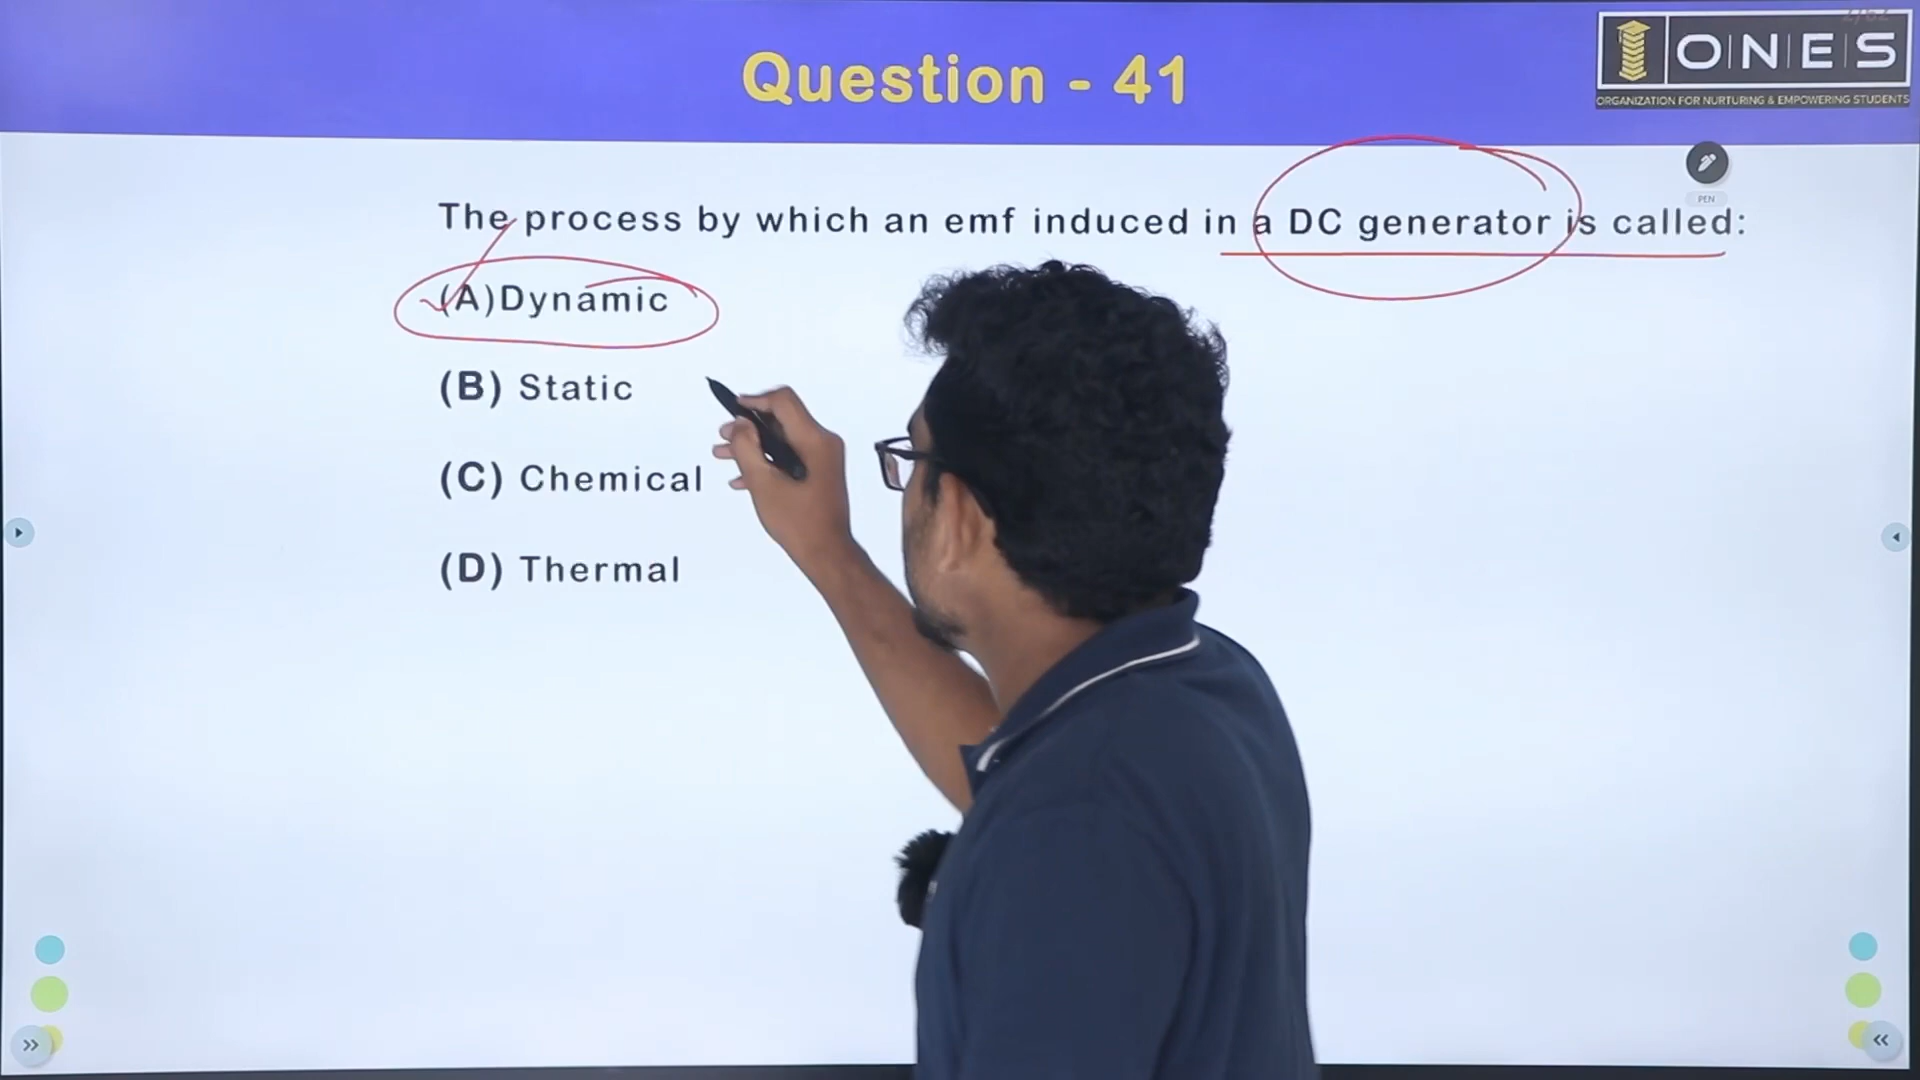 Question - 41
ONES
ORGANIZATION FOR NURTURING & EMPOWERING STUDENTS
PEN
The process by which an emf induced in a DC generator is called:
(A)Dynamic
(B) Static
(C) Chemical
(D) Thermal